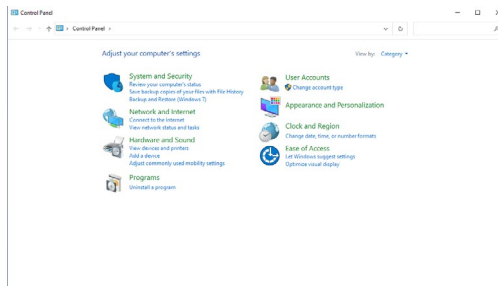 Control Panel
Control Panel
Adjust your computer's settings
View by: Category
System and Security
Review your computer's status
Save backup copies of your files with File History
Backup and Restore (Windows 7)
Network and Internet
Connect to the Internet
View network status and tasks
Hardware and Sound
View devices and printers
Add a device
Adjust commonly used mobility settings
Programs
Uninstall a program
User Accounts
Change account type
Appearance and Personalization
Clock and Region
Change date, time, or number formats
Ease of Access
Let Windows suggest settings
Optimize visual display